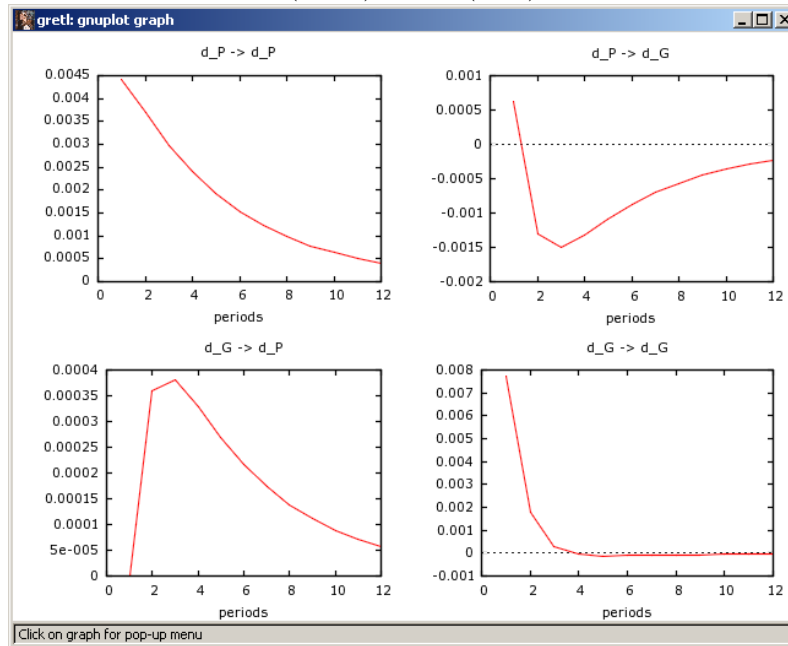 gretl: gnuplot graph
d_P -> d_P
0.0045
0.004
0.0035
0.003
0.0025
0.002
0.0015
0.001
0.0005
0
0 2 4 6 8 10 12
periods
d_P -> d_G
0.001
0.0005
0
-0.0005
-0.001
-0.0015
-0.002
0 2 4 6 8 10 12
periods
d_G -> d_P
0.0004
0.00035
0.0003
0.00025
0.0002
0.00015
0.0001
5e-005
0
0 2 4 6 8 10 12
periods
d_G -> d_G
0.008
0.007
0.006
0.005
0.004
0.003
0.002
0.001
0
-0.001
0 2 4 6 8 10 12
periods
Click on graph for pop-up menu